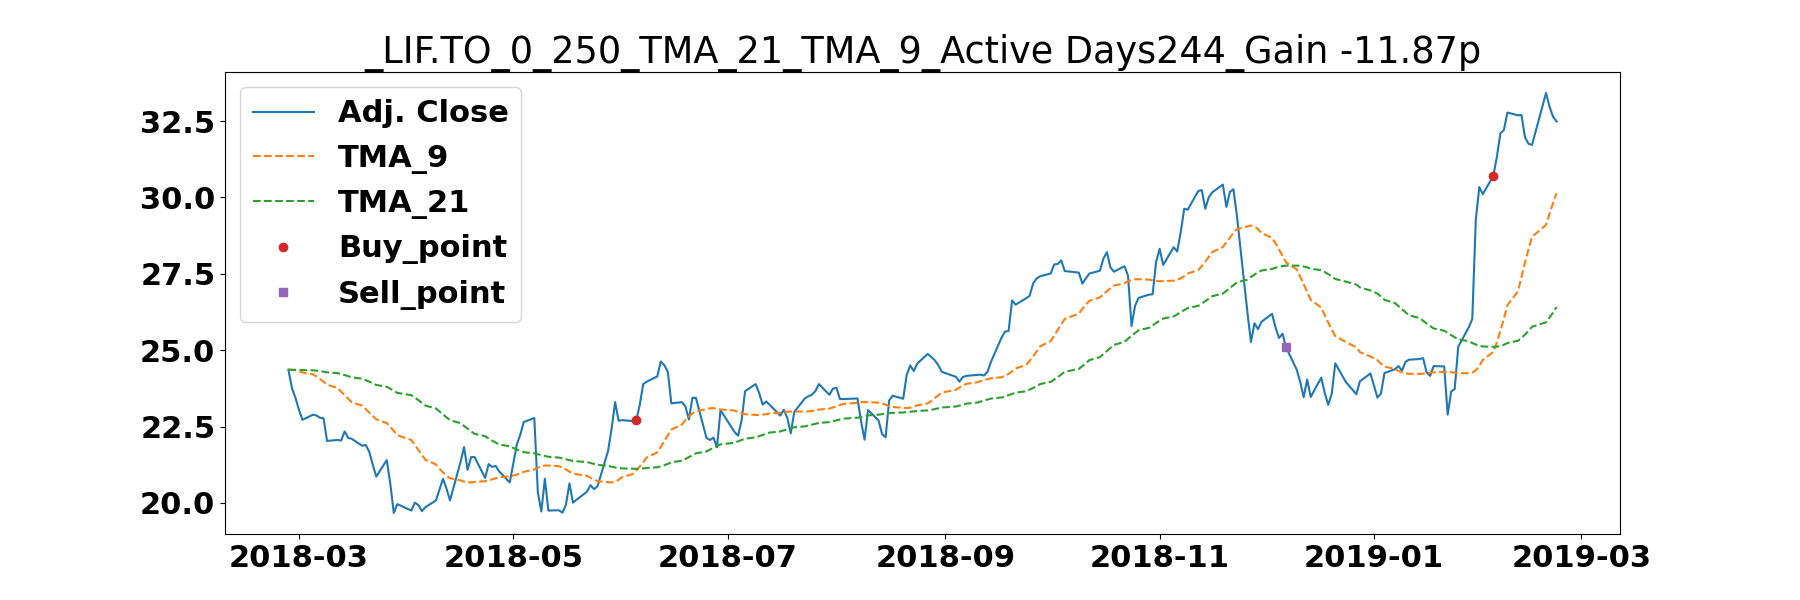 _LIF.TO_0_250_TMA_21_TMA_9_Active Days244_Gain -11.87p
Adj. Close
TMA_9
TMA_21
Buy_point
Sell_point
32.5
30.0
27.5
25.0
22.5
20.0
2018-03 2018-05 2018-07 2018-09 2018-11 2019-01 2019-03